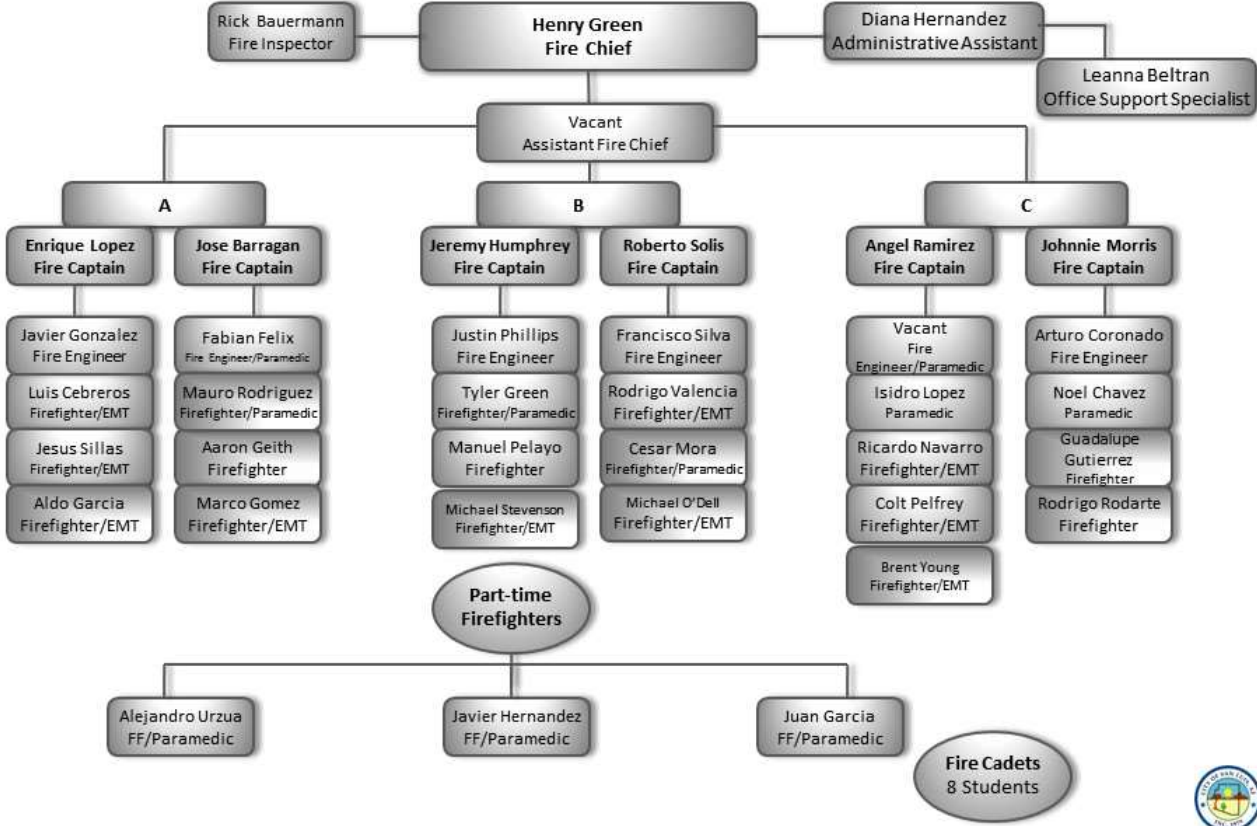 Rick Bauermann
Fire Inspector
Henry Green
Fire Chief
Diana Hernandez
Administrative Assistant
Leanna Beltran
Office Support Specialist
Vacant
Assistant Fire Chief
A
Enrique Lopez
Fire Captain
Javier Gonzalez
Fire Engineer
Luis Cebreros
Firefighter/EMT
Jesus Sillas
Firefighter/EMT
Aldo Garcia
Firefighter/EMT
Jose Barragan
Fire Captain
Fabian Felix
Fire Engineer/Paramedic
Mauro Rodriguez
Firefighter/Paramedic
Aaron Geith
Firefighter
Marco Gomez
Firefighter/EMT
B
Jeremy Humphrey
Fire Captain
Justin Phillips
Fire Engineer
Tyler Green
Firefighter/Paramedic
Manuel Pelayo
Firefighter
Michael Stevenson
Firefighter/EMT
Roberto Solis
Fire Captain
Francisco Silva
Fire Engineer
Rodrigo Valencia
Firefighter/EMT
Cesar Mora
Firefighter/Paramedic
Michael O'Dell
Firefighter/EMT
C
Angel Ramirez
Fire Captain
Vacant
Fire
Engineer/Paramedic
Isidro Lopez
Paramedic
Ricardo Navarro
Firefighter/EMT
Colt Pelfrey
Firefighter/EMT
Brent Young
Firefighter/EMT
Johnnie Morris
Fire Captain
Arturo Coronado
Fire Engineer
Noel Chavez
Paramedic
Guadalupe
Gutierrez
Firefighter
Rodrigo Rodarte
Firefighter
Part-time
Firefighters
Alejandro Urzua
FF/Paramedic
Javier Hernandez
FF/Paramedic
Juan Garcia
FF/Paramedic
Fire Cadets
8 Students
CITY OF SAN LUIS, AZ